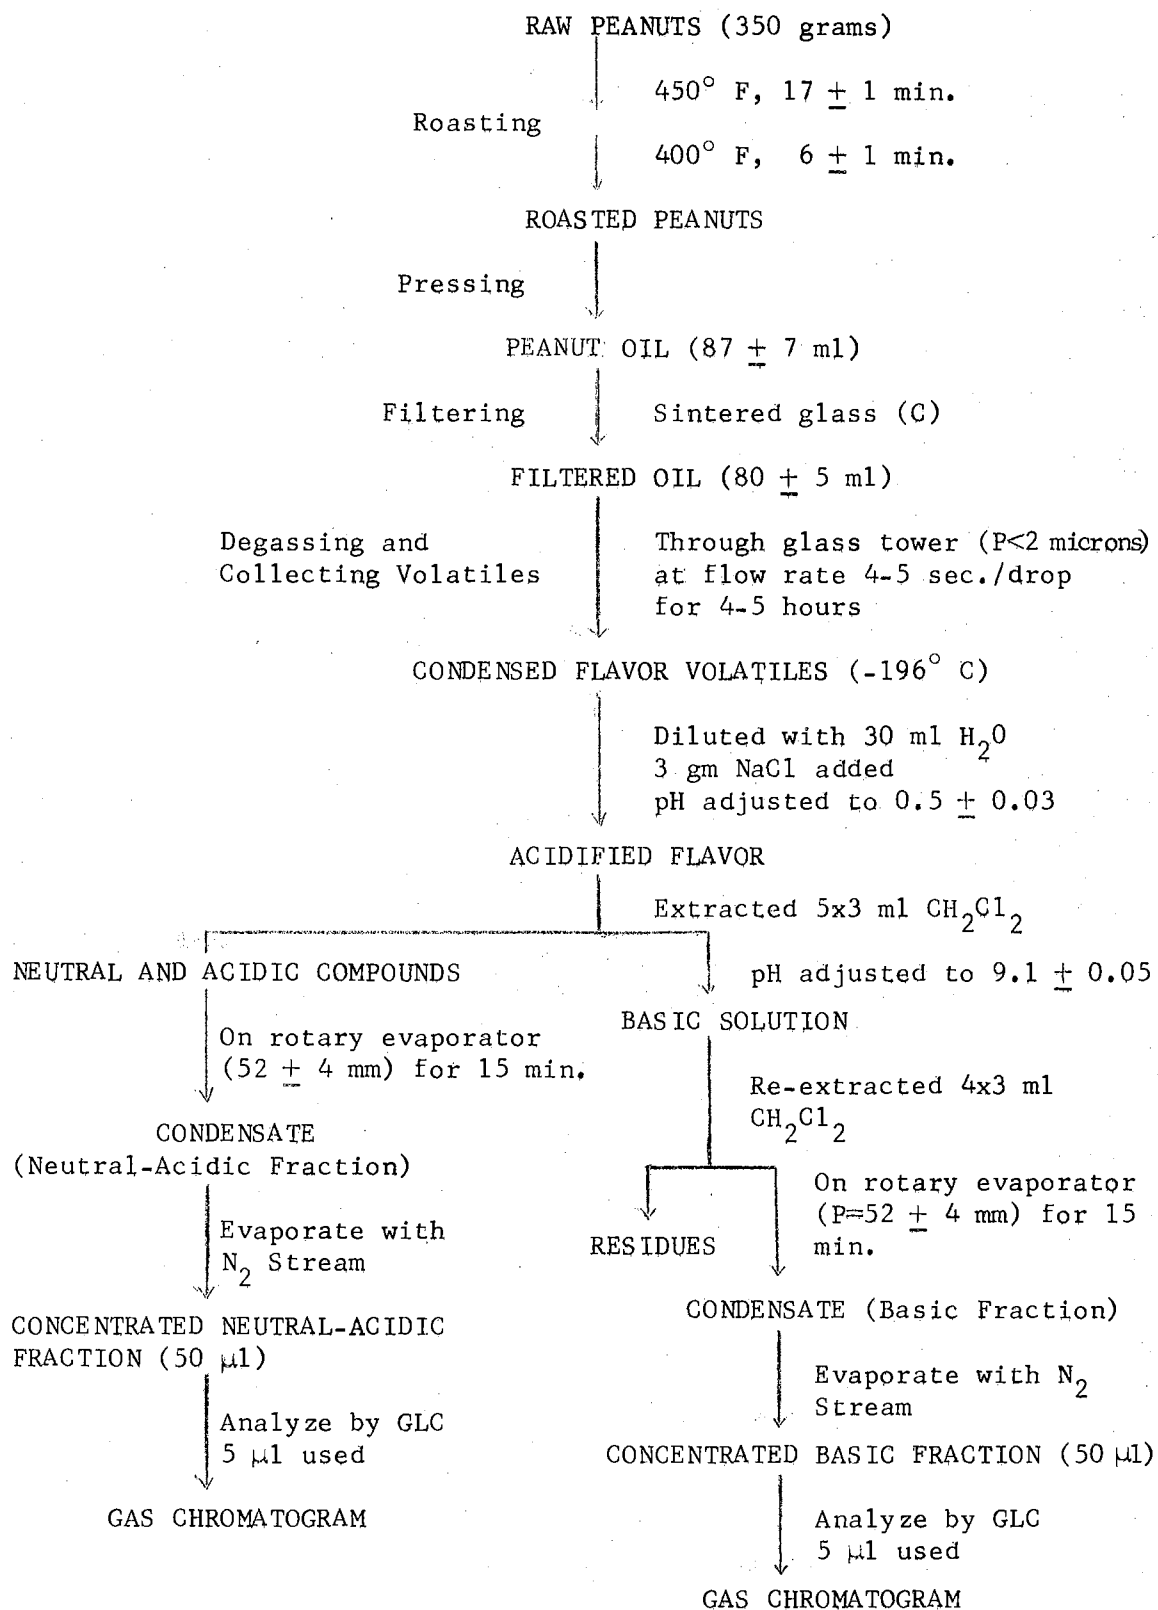 RAW PEANUTS (350 grams)
450° F, 17 ± 1 min.
Roasting
400° F, 6 ± 1 min.
ROASTED PEANUTS
Pressing
PEANUT OIL (87 ± 7 ml)
Filtering
Sintered glass (C)
FILTERED OIL (80 ± 5 ml)
Degassing and
Collecting Volatiles
Through glass tower (P<2 microns)
at flow rate 4-5 sec./drop
for 4-5 hours
CONDENSED FLAVOR VOLATILES (-196° C)
Diluted with 30 ml H₂O
3 gm NaCl added
pH adjusted to 0.5 ± 0.03
ACIDIFIED FLAVOR
Extracted 5x3 ml CH₂Cl₂
NEUTRAL AND ACIDIC COMPOUNDS
On rotary evaporator
(52 ± 4 mm) for 15 min.
CONDENSATE
(Neutral-Acidic Fraction)
Evaporate with
N₂ Stream
CONCENTRATED NEUTRAL-ACIDIC
FRACTION (50 µl)
Analyze by GLC
5 µl used
GAS CHROMATOGRAM
pH adjusted to 9.1 ± 0.05
BASIC SOLUTION
Re-extracted 4x3 ml
CH₂Cl₂
RESIDUES
On rotary evaporator
(P=52 ± 4 mm) for 15
min.
CONDENSATE (Basic Fraction)
Evaporate with N₂
Stream
CONCENTRATED BASIC FRACTION (50 µl)
Analyze by GLC
5 µl used
GAS CHROMATOGRAM